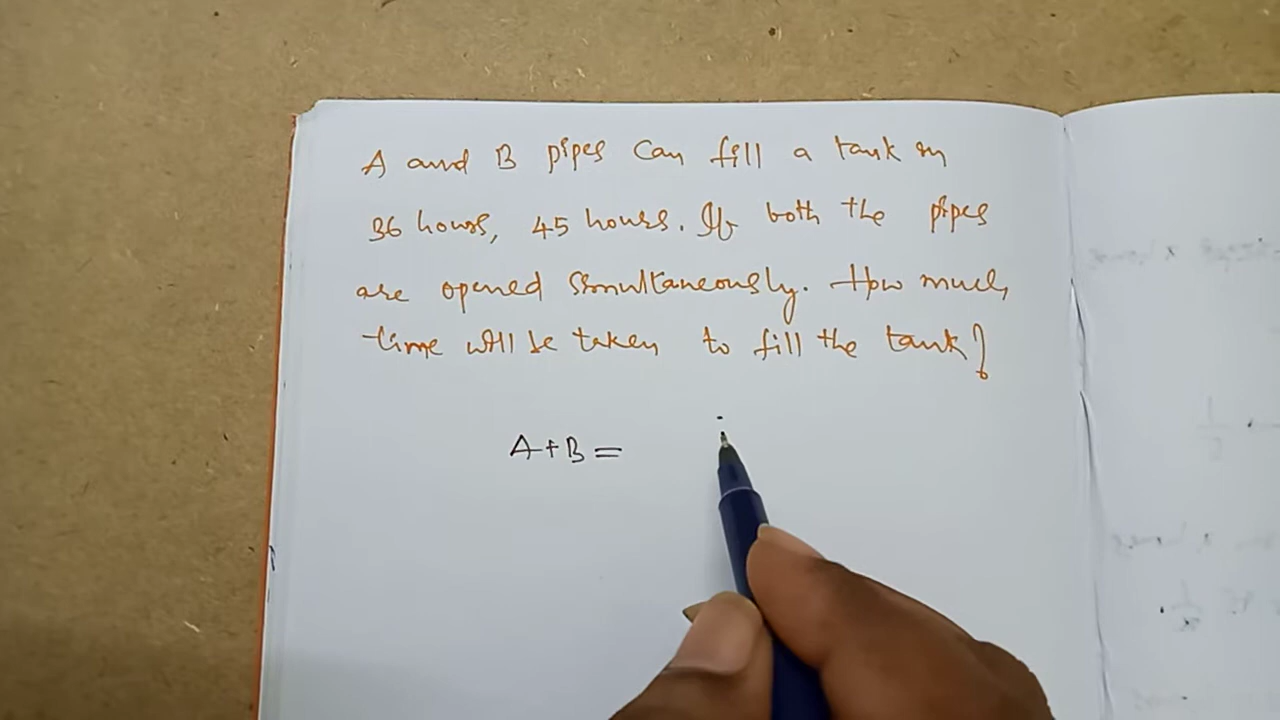 A and B pipes can fill a tank in
36 hours, 45 hours. If both the pipes
are opened simultaneously. How much
time will be taken to fill the tank?
A+B =